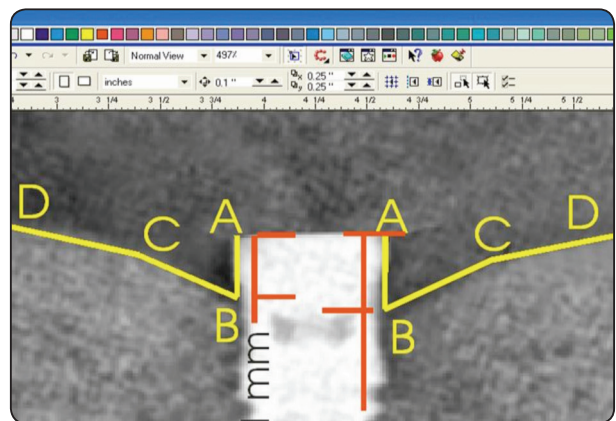 Normal View 497%
inches 0.1 " x 0.25 "
y 0.25 "
3 3 1/4 3 1/2 3 3/4 4 4 1/4 4 1/2 4 3/4 5 5 1/4 5 1/2
D C A A C D
B B
mm